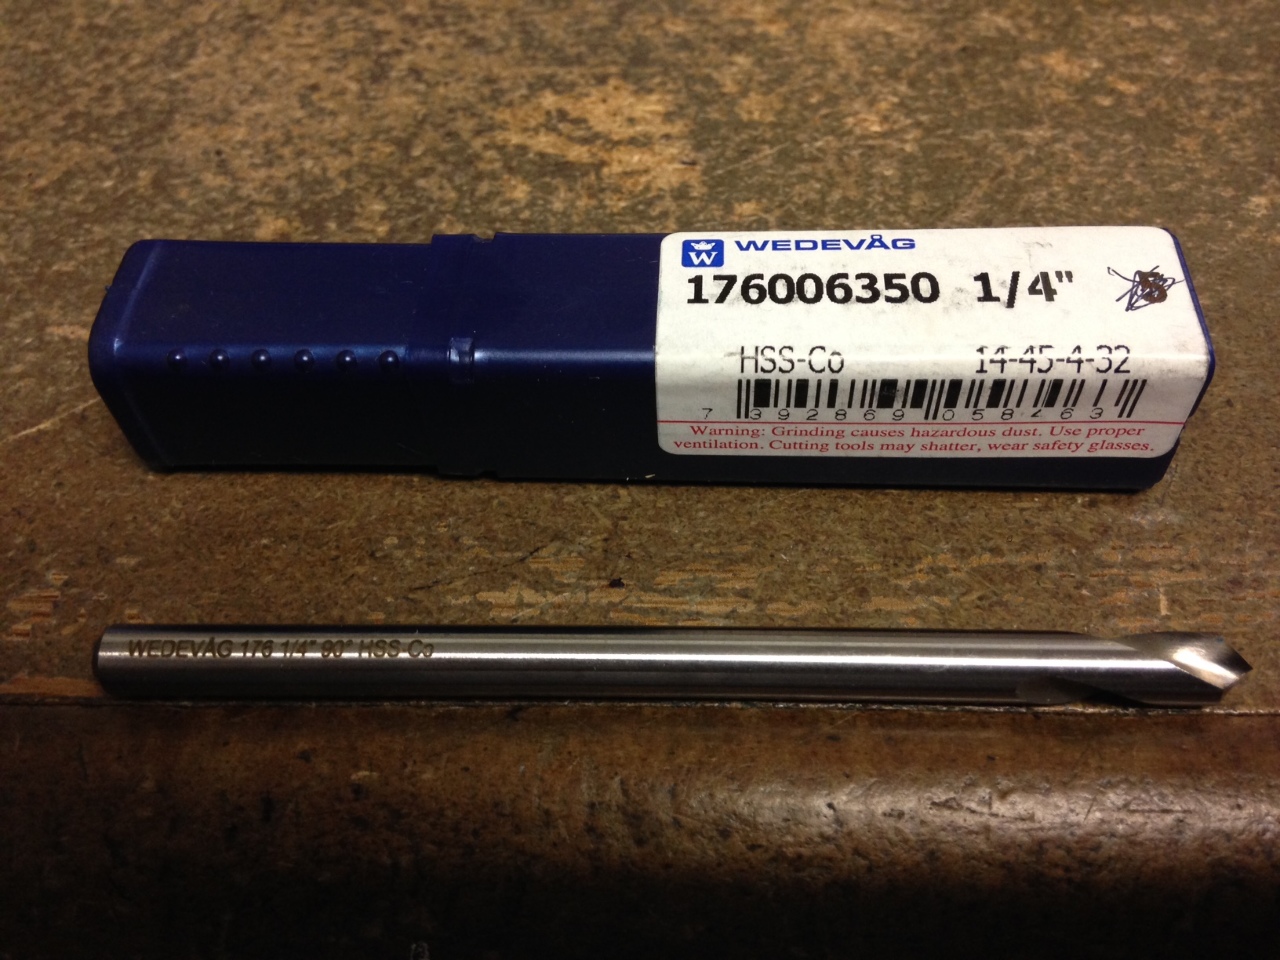 W WEDEVÅG
176006350 1/4"
HSS-Co 14-45-4-32
7 392869 058463
Warning: Grinding causes hazardous dust. Use proper
ventilation. Cutting tools may shatter, wear safety glasses.
WEDEVÅG 176 1/4" 90° HSS-Co